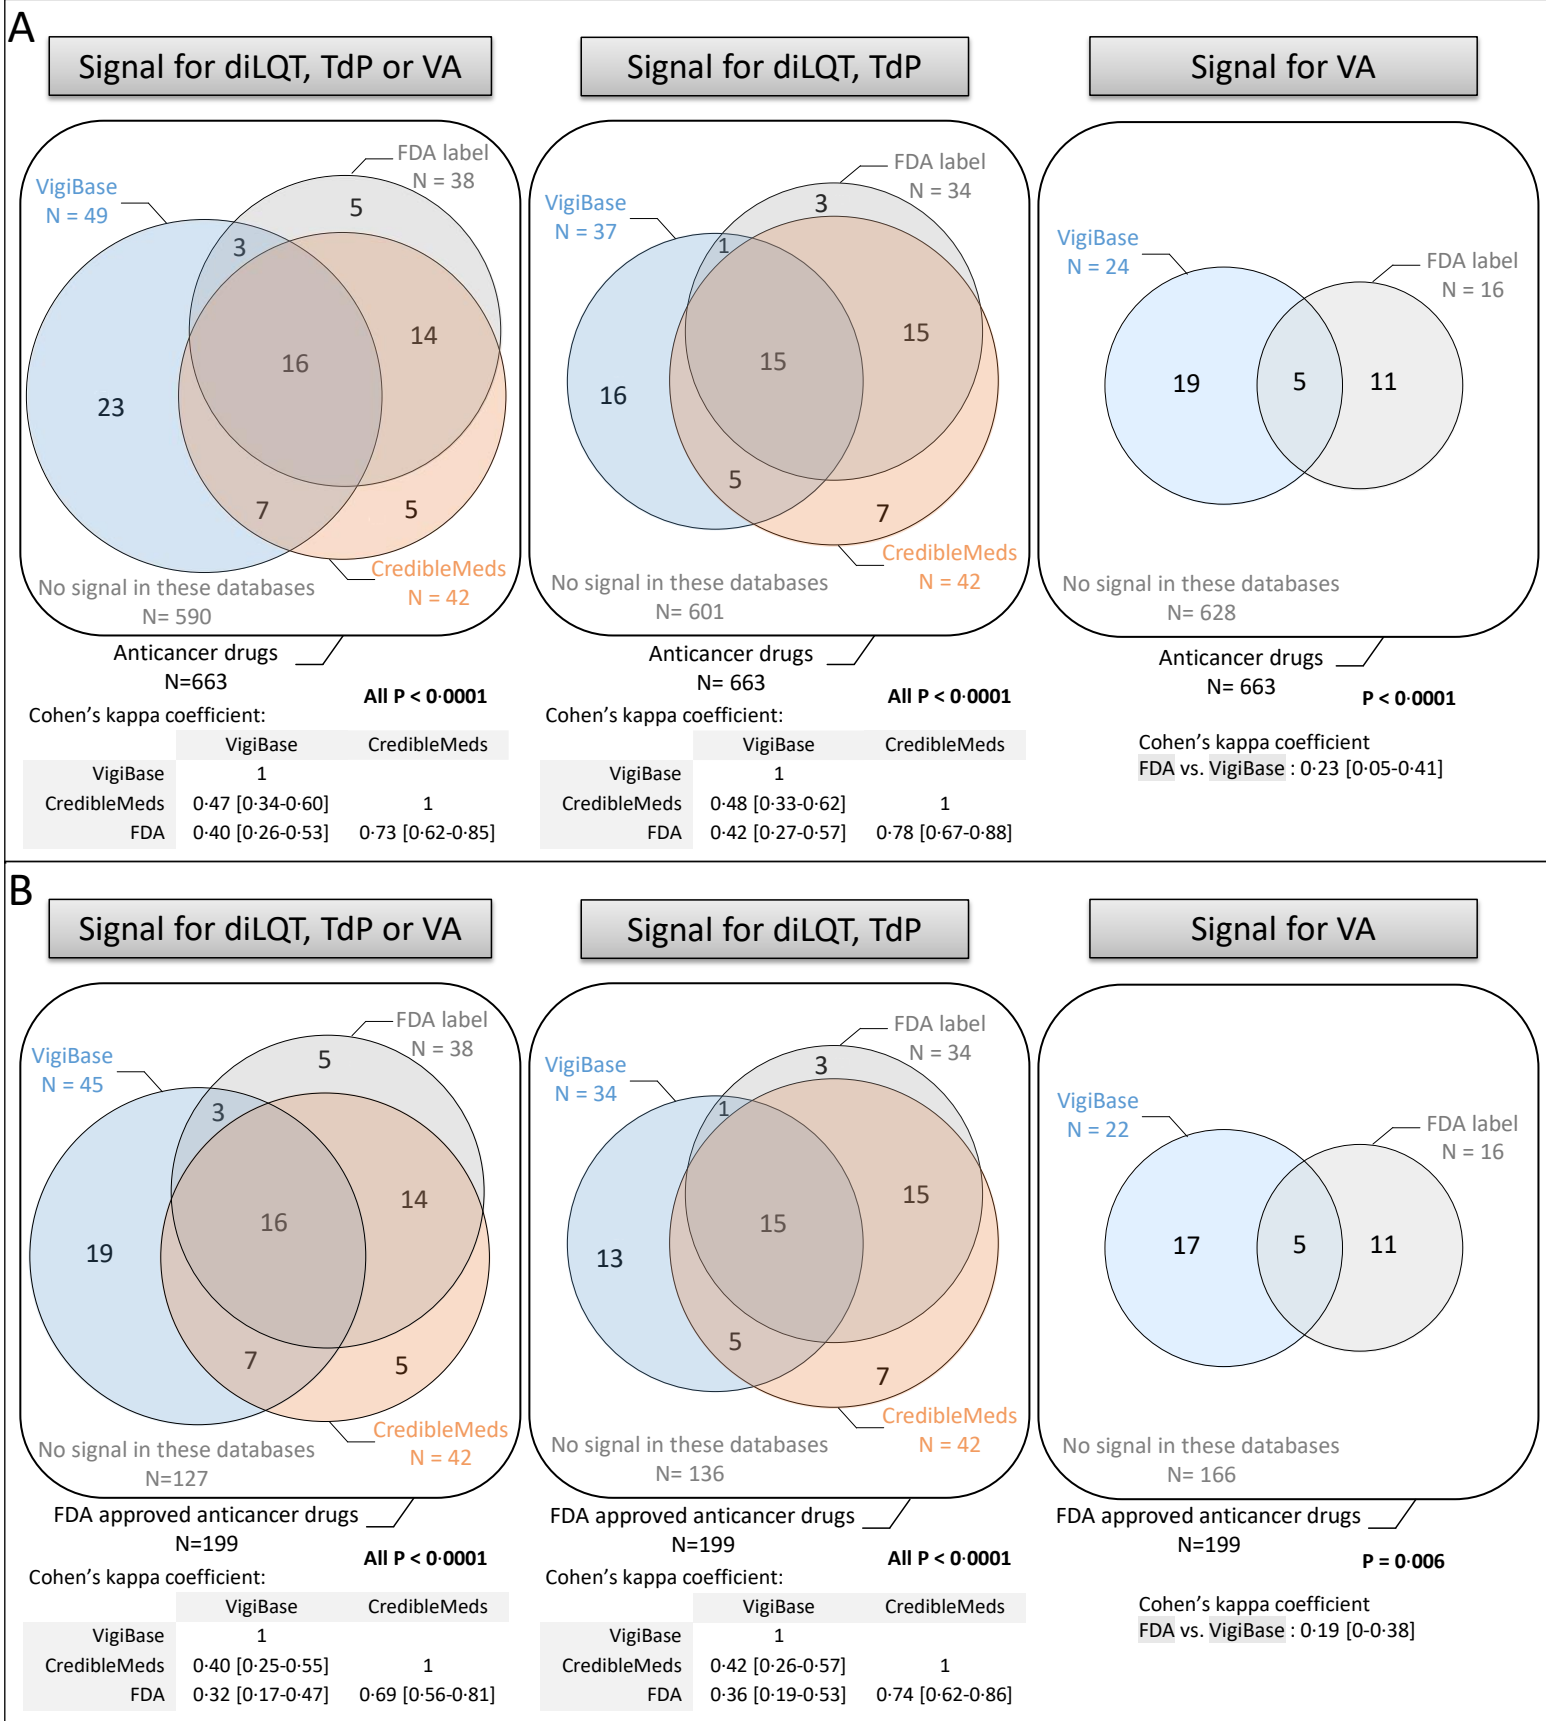 A
Signal for diLQT, TdP or VA
VigiBase
N = 49
FDA label
N = 38
5
3
14
16
23
7
5
CredibleMeds
N = 42
No signal in these databases
N= 590
Anticancer drugs
N=663
All P < 0·0001
Cohen's kappa coefficient:
VigiBase CredibleMeds
VigiBase 1
CredibleMeds 0·47 [0·34-0·60] 1
FDA 0·40 [0·26-0·53] 0·73 [0·62-0·85]
Signal for diLQT, TdP
VigiBase
N = 37
FDA label
N = 34
3
1
15
15
16
5
7
CredibleMeds
N = 42
No signal in these databases
N= 601
Anticancer drugs
N= 663
All P < 0·0001
Cohen's kappa coefficient:
VigiBase CredibleMeds
VigiBase 1
CredibleMeds 0·48 [0·33-0·62] 1
FDA 0·42 [0·27-0·57] 0·78 [0·67-0·88]
Signal for VA
VigiBase
N = 24
FDA label
N = 16
19 5 11
No signal in these databases
N= 628
Anticancer drugs
N= 663
P < 0·0001
Cohen's kappa coefficient
FDA vs. VigiBase : 0·23 [0·05-0·41]
B
Signal for diLQT, TdP or VA
VigiBase
N = 45
FDA label
N = 38
5
3
14
16
19
7
5
CredibleMeds
N = 42
No signal in these databases
N=127
FDA approved anticancer drugs
N=199
All P < 0·0001
Cohen's kappa coefficient:
VigiBase CredibleMeds
VigiBase 1
CredibleMeds 0·40 [0·25-0·55] 1
FDA 0·32 [0·17-0·47] 0·69 [0·56-0·81]
Signal for diLQT, TdP
VigiBase
N = 34
FDA label
N = 34
3
1
15
15
13
5
7
CredibleMeds
N = 42
No signal in these databases
N= 136
FDA approved anticancer drugs
N=199
All P < 0·0001
Cohen's kappa coefficient:
VigiBase CredibleMeds
VigiBase 1
CredibleMeds 0·42 [0·26-0·57] 1
FDA 0·36 [0·19-0·53] 0·74 [0·62-0·86]
Signal for VA
VigiBase
N = 22
FDA label
N = 16
17 5 11
No signal in these databases
N= 166
FDA approved anticancer drugs
N=199
P = 0·006
Cohen's kappa coefficient
FDA vs. VigiBase : 0·19 [0-0·38]